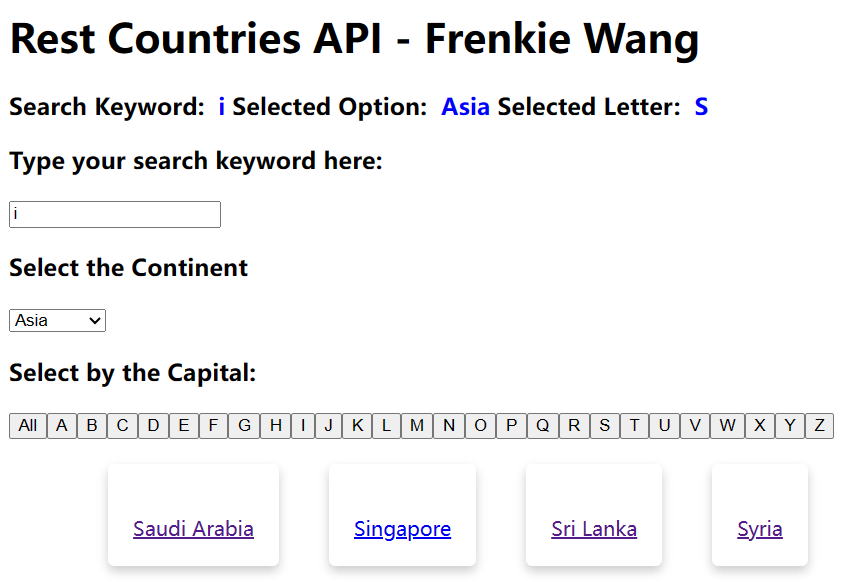 Rest Countries API - Frenkie Wang
Search Keyword: i Selected Option: Asia Selected Letter: S
Type your search keyword here:
i
Select the Continent
Asia
Select by the Capital:
All A B C D E F G H I J K L M N O P Q R S T U V W X Y Z
Saudi Arabia Singapore Sri Lanka Syria